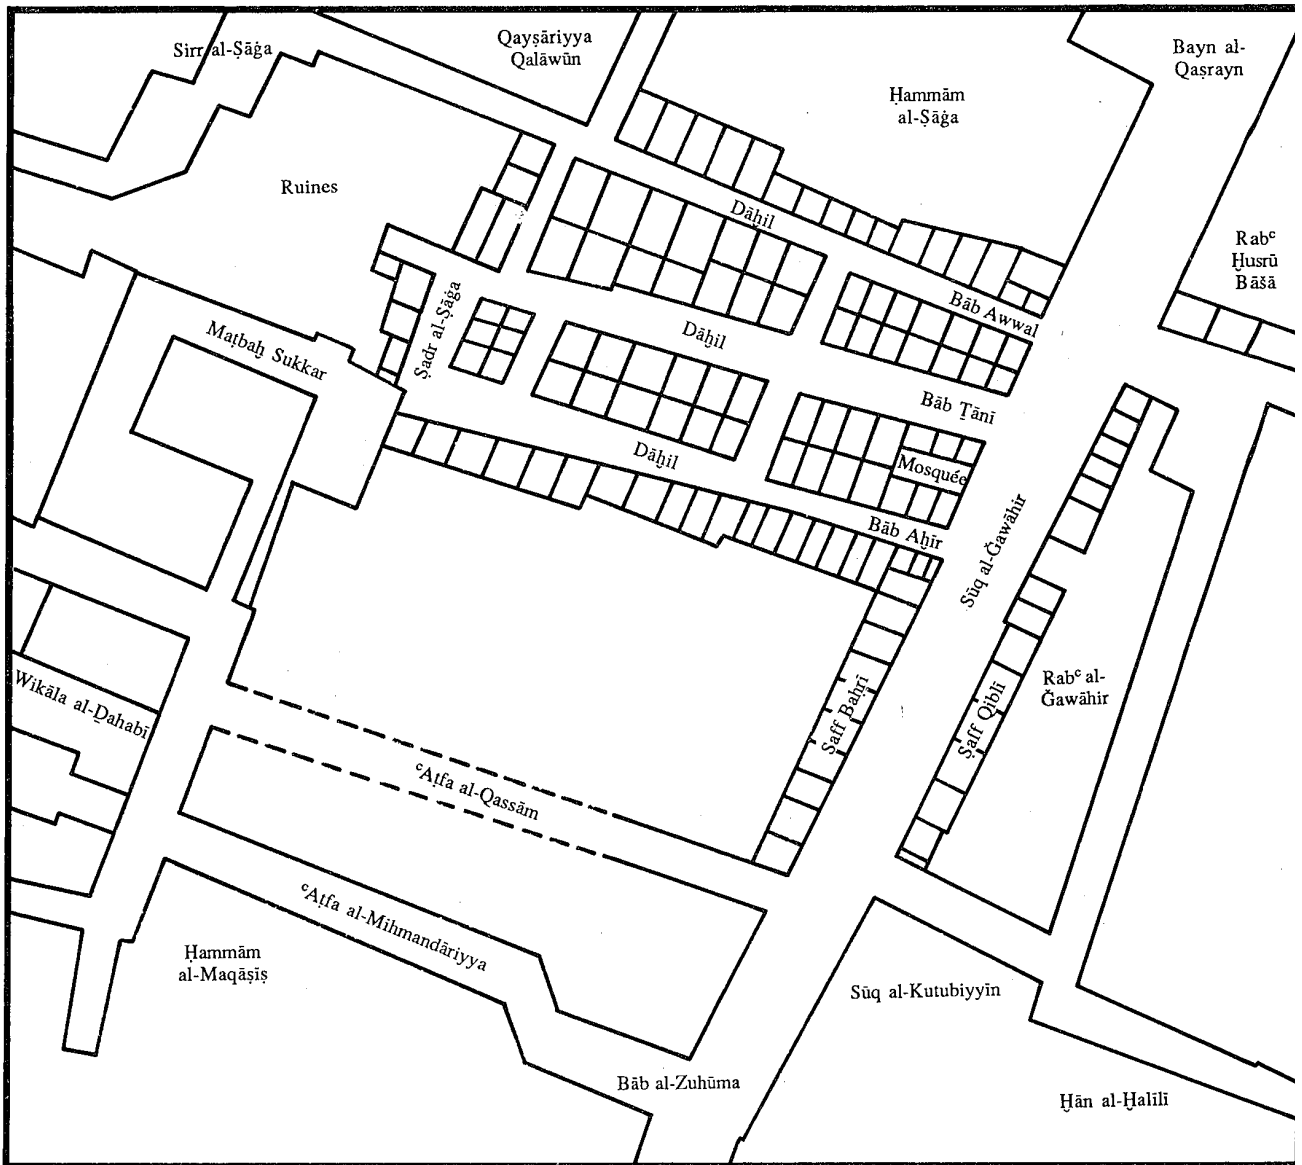 Sirr al-Ṣāġa
Qayṣāriyya
Qalāwūn
Bayn al-
Qaṣrayn
Ḥammām
al-Ṣāġa
Ruines
Dāḫil
Rabᶜ
Ḫusrū
Bāšā
Bāb Awwal
Ṣadr al-Ṣāġa
Dāḫil
Maṭbaḫ Sukkar
Bāb Ṯānī
Dāḫil
Mosquée
Bāb Aḫīr
Sūq al-Ǧawāhir
Wikāla al-Ḏahabī
Ṣaff Baḥrī
Ṣaff Qiblī
Rabᶜ al-
Ǧawāhir
ᶜAṭfa al-Qassām
ᶜAṭfa al-Mihmandāriyya
Ḥammām
al-Maqāṣīṣ
Sūq al-Kutubiyyīn
Bāb al-Zuhūma
Ḫān al-Ḫalīlī